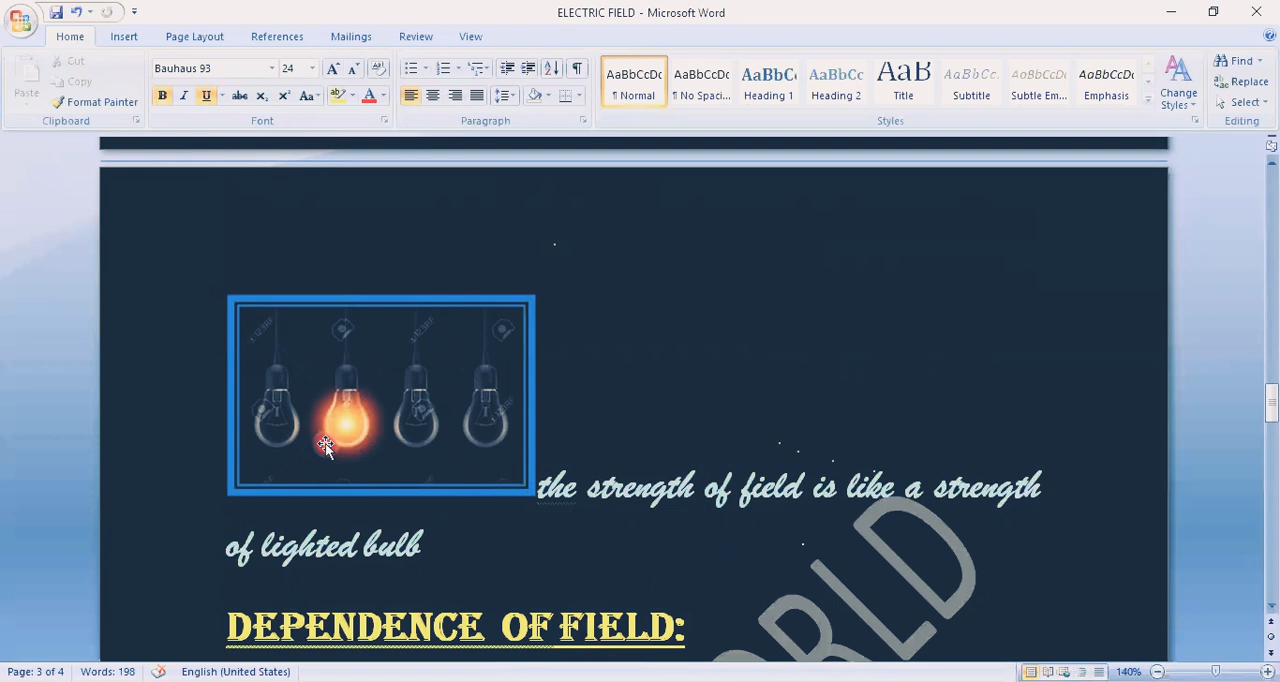 ELECTRIC FIELD - Microsoft Word
Home Insert Page Layout References Mailings Review View
Cut
Copy
Format Painter
Paste
Clipboard
Bauhaus 93 24
Font
Paragraph
AaBbCcDc AaBbCcDc AaBbC AaBbCc AaB AaBbCc. AaBbCcDc AaBbCcDc
¶ Normal ¶ No Spaci... Heading 1 Heading 2 Title Subtitle Subtle Em... Emphasis
Change Styles
Styles
Find
Replace
Select
Editing
123RF
the strength of field is like a strength
of lighted bulb
DEPENDENCE OF FIELD:
ORLD
Page: 3 of 4 Words: 198 English (United States) 140%